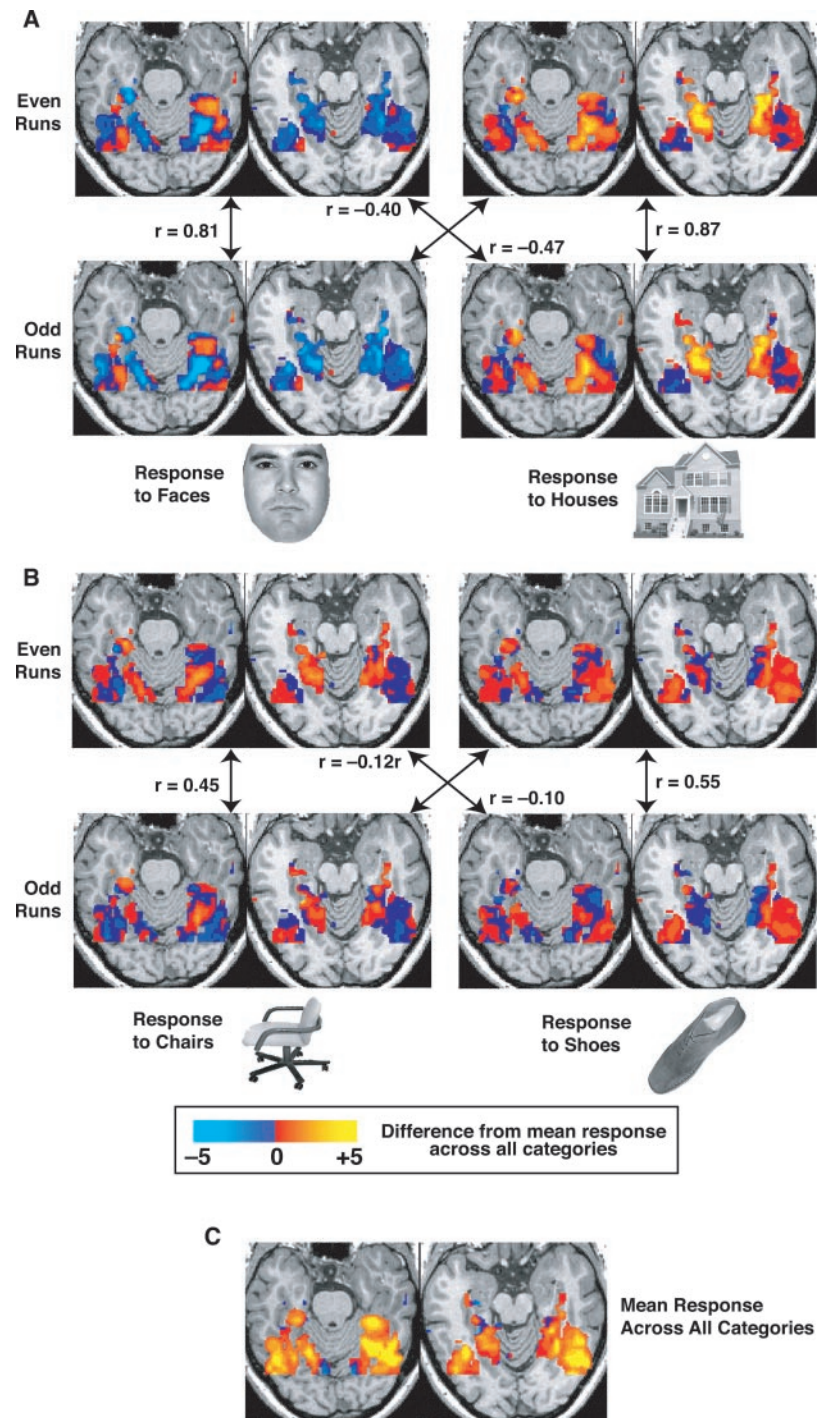 A
Even
Runs
r = 0.81
r = –0.40
r = –0.47
r = 0.87
Odd
Runs
Response
to Faces
Response
to Houses
B
Even
Runs
r = 0.45
r = –0.12r
r = –0.10
r = 0.55
Odd
Runs
Response
to Chairs
Response
to Shoes
–5 0 +5
Difference from mean response
across all categories
C
Mean Response
Across All Categories